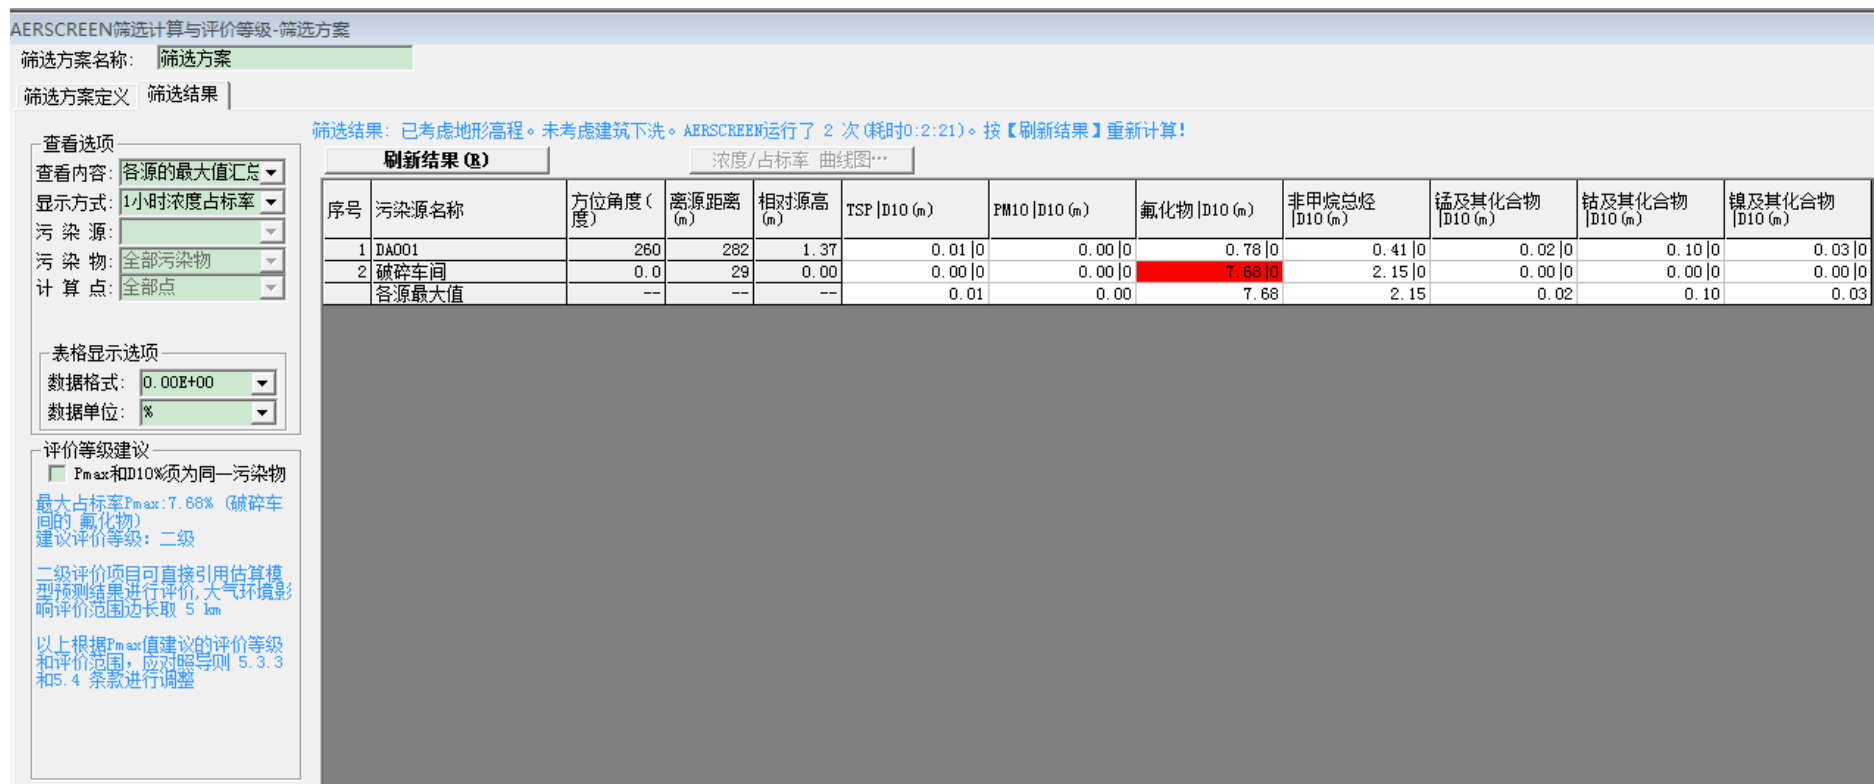 AERSCREEN筛选计算与评价等级-筛选方案
筛选方案名称: 筛选方案
筛选方案定义 筛选结果
查看选项
查看内容: 各源的最大值汇总
显示方式: 1小时浓度占标率
污 染 源:
污 染 物: 全部污染物
计 算 点: 全部点
表格显示选项
数据格式: 0.00E+00
数据单位: %
评价等级建议
Pmax和D10%须为同一污染物
最大占标率Pmax:7.68% (破碎车
间的 氟化物)
建议评价等级: 二级
二级评价项目可直接引用估算模
型预测结果进行评价,大气环境影
响评价范围边长取 5 km
以上根据Pmax值建议的评价等级
和评价范围,应对照导则 5.3.3
和5.4 条款进行调整
筛选结果: 已考虑地形高程。未考虑建筑下洗。AERSCREEN运行了 2 次(耗时0:2:21)。按【刷新结果】重新计算!
刷新结果(R) 浓度/占标率 曲线图…
序号 污染源名称 方位角度(度) 离源距离(m) 相对源高(m) TSP|D10(m) PM10|D10(m) 氟化物|D10(m) 非甲烷总烃|D10(m) 锰及其化合物|D10(m) 钴及其化合物|D10(m) 镍及其化合物|D10(m)
1 DA001 260 282 1.37 0.01|0 0.00|0 0.78|0 0.41|0 0.02|0 0.10|0 0.03|0
2 破碎车间 0.0 29 0.00 0.00|0 0.00|0 7.68|0 2.15|0 0.00|0 0.00|0 0.00|0
各源最大值 -- -- -- 0.01 0.00 7.68 2.15 0.02 0.10 0.03